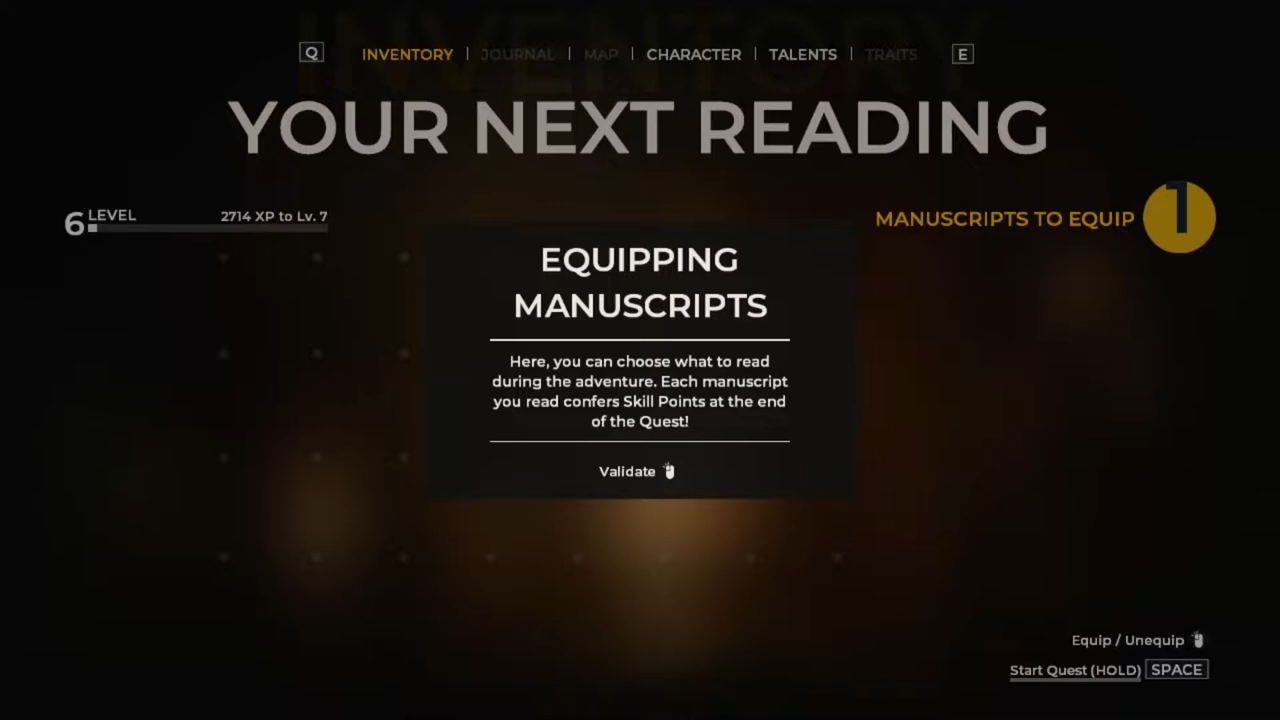 INVENTORY
Q INVENTORY | JOURNAL | MAP | CHARACTER | TALENTS | TRAITS E
YOUR NEXT READING
6 LEVEL 2714 XP to Lv. 7
MANUSCRIPTS TO EQUIP 1
EQUIPPING
MANUSCRIPTS
Here, you can choose what to read
during the adventure. Each manuscript
you read confers Skill Points at the end
of the Quest!
Validate
Equip / Unequip
Start Quest (HOLD) SPACE